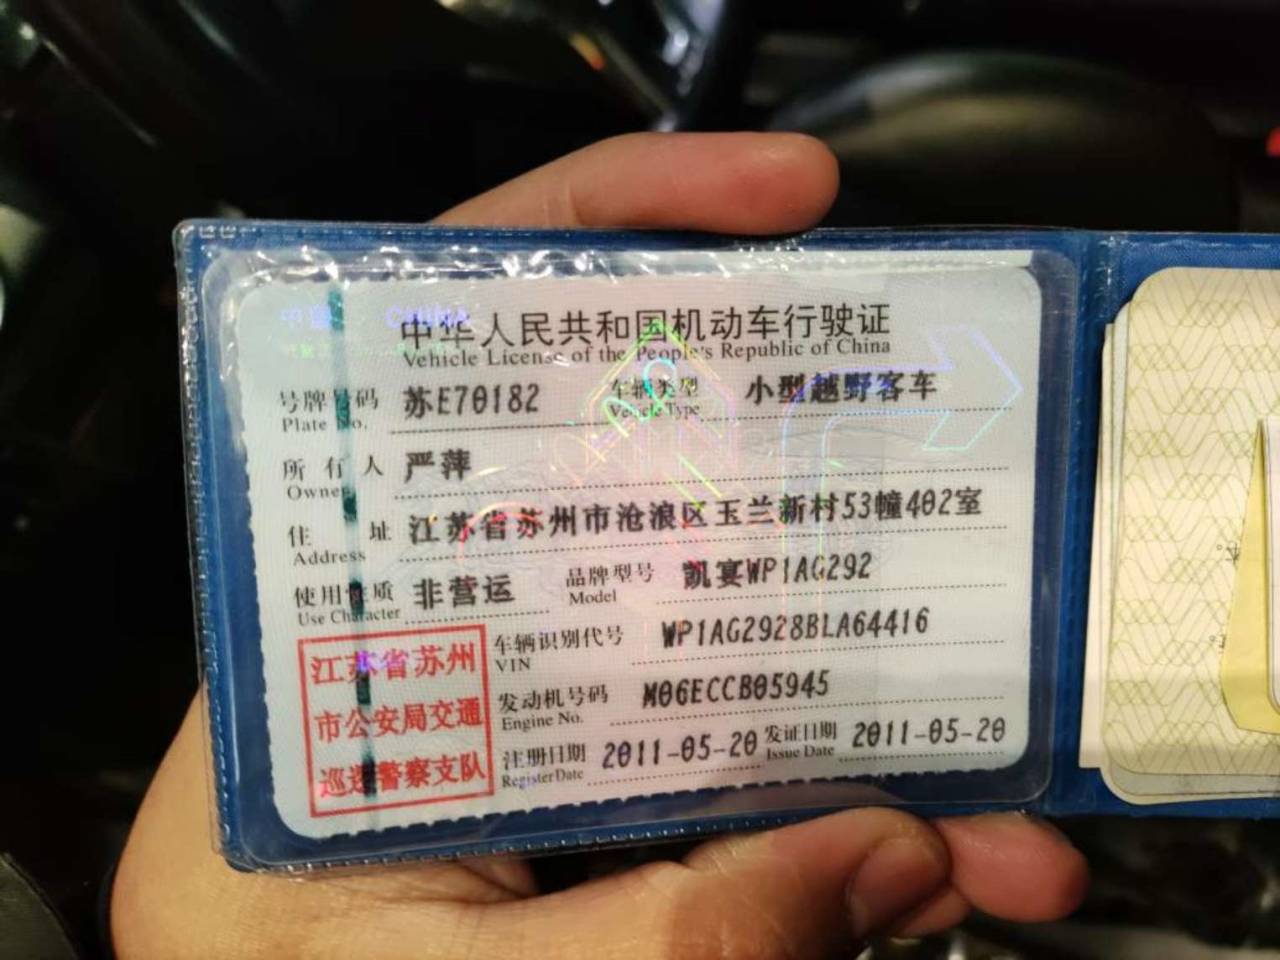 中华人民共和国机动车行驶证
Vehicle License of the People's Republic of China
号牌号码 苏E70182 车辆类型 小型越野客车
Plate No. Vehicle Type
所有人 严萍
Owner
住址 江苏省苏州市沧浪区玉兰新村53幢402室
Address
使用性质 非营运 品牌型号 凯宴WP1AG292
Use Character Model
江苏省苏州
市公安局交通
巡逻警察支队
车辆识别代号 WP1AG2928BLA64416
VIN
发动机号码 M06ECCB05945
Engine No.
注册日期 2011-05-20 发证日期 2011-05-20
Register Date Issue Date